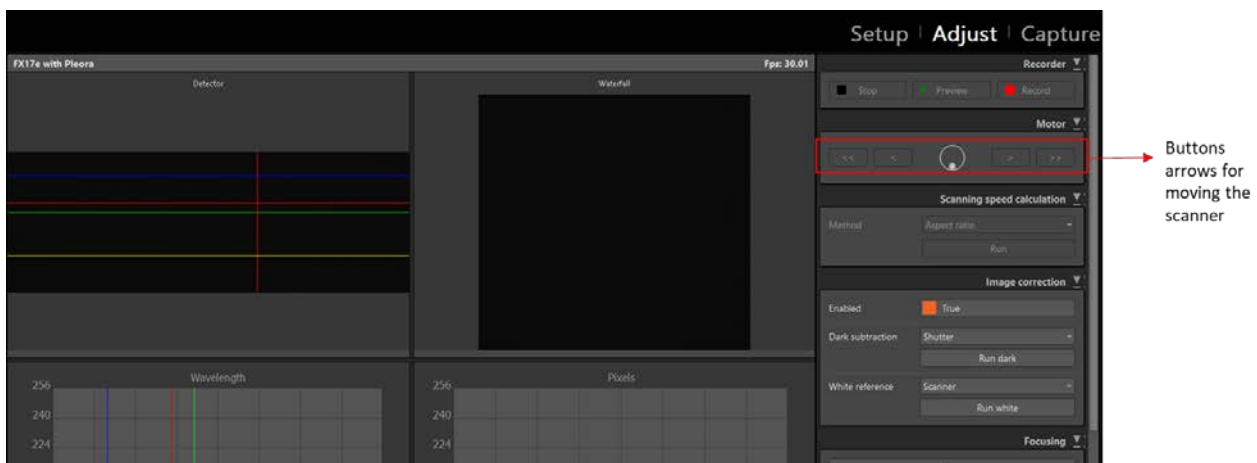 Setup | Adjust | Capture
FX17e with Pleora Fps: 30.01
Detector
Waterfall
Wavelength
256
240
224
Pixels
256
240
224
Recorder
Stop Preview Record
Motor
<< < > >>
Scanning speed calculation
Method Aspect ratio
Run
Image correction
Enabled True
Dark subtraction Shutter
Run dark
White reference Scanner
Run white
Focusing
Buttons
arrows for
moving the
scanner